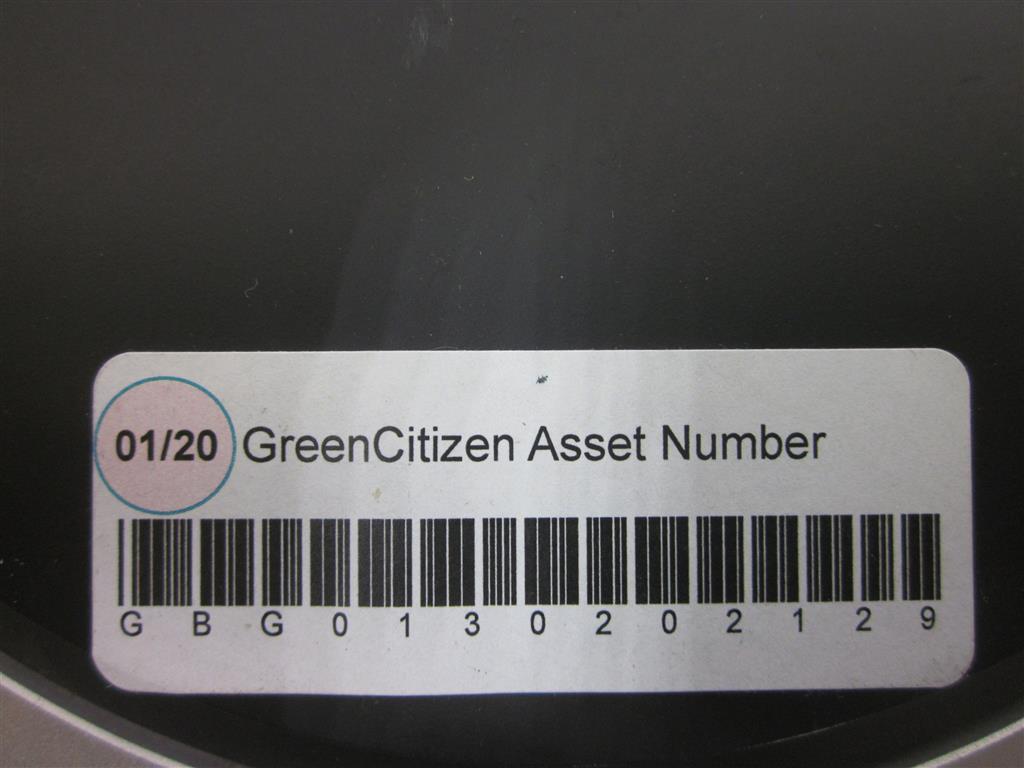 01/20 GreenCitizen Asset Number
G B G 0 1 3 0 2 0 2 1 2 9